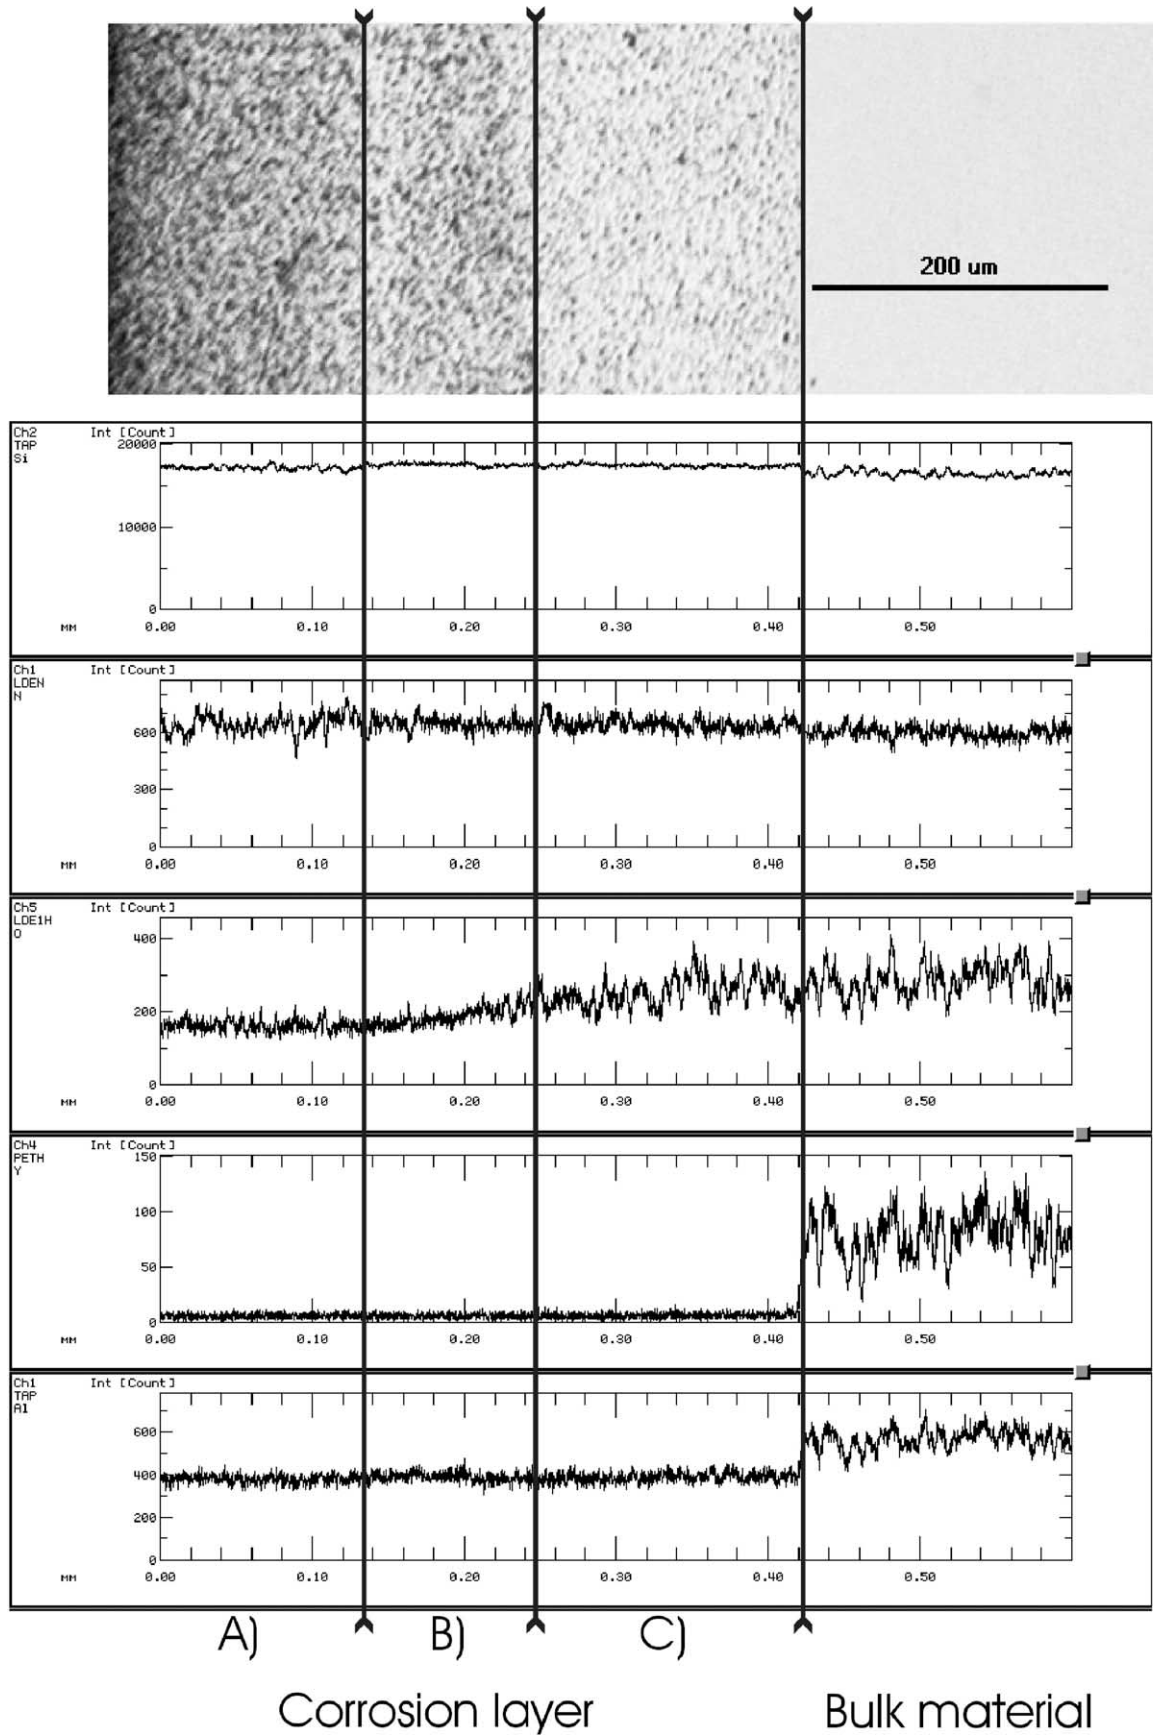 200 um
Ch2 Int [Count]
TAP 20000
Si
10000
0
MM 0.00 0.10 0.20 0.30 0.40 0.50
Ch1 Int [Count]
LDEN
N
600
300
0
MM 0.00 0.10 0.20 0.30 0.40 0.50
Ch5 Int [Count]
LDE1H
O 400
200
0
MM 0.00 0.10 0.20 0.30 0.40 0.50
Ch4 Int [Count]
PETH 150
Y
100
50
0
MM 0.00 0.10 0.20 0.30 0.40 0.50
Ch1 Int [Count]
TAP
Al
600
400
200
0
MM 0.00 0.10 0.20 0.30 0.40 0.50
A) B) C)
Corrosion layer Bulk material